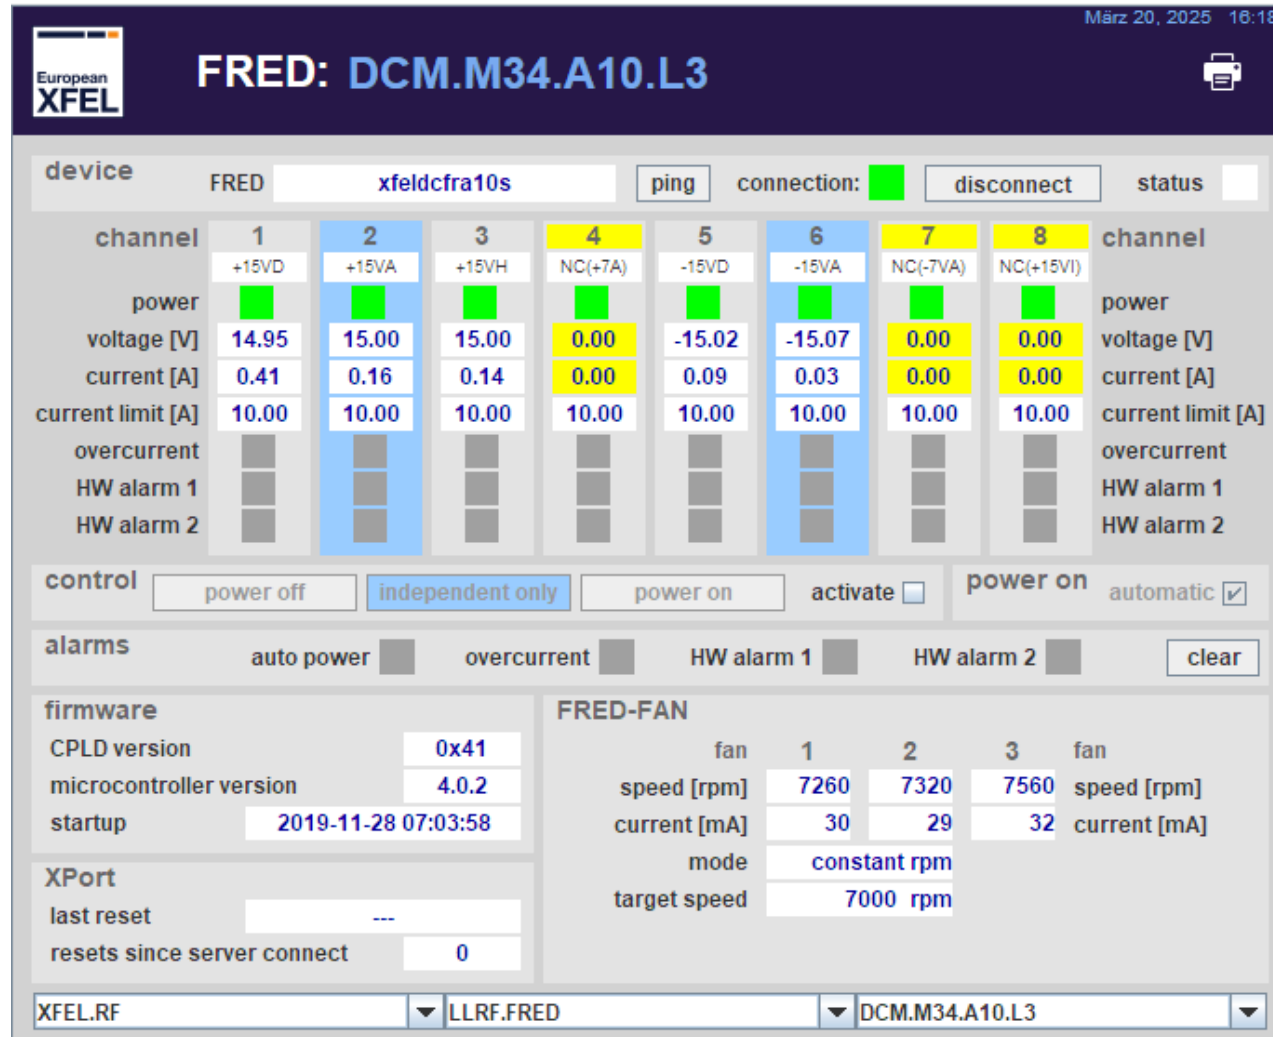 März 20, 2025 16:18
European
XFEL
FRED: DCM.M34.A10.L3
device FRED xfeldcfra10s ping connection: disconnect status
channel 1 2 3 4 5 6 7 8 channel
+15VD +15VA +15VH NC(+7A) -15VD -15VA NC(-7VA) NC(+15VI)
power power
voltage [V] 14.95 15.00 15.00 0.00 -15.02 -15.07 0.00 0.00 voltage [V]
current [A] 0.41 0.16 0.14 0.00 0.09 0.03 0.00 0.00 current [A]
current limit [A] 10.00 10.00 10.00 10.00 10.00 10.00 10.00 10.00 current limit [A]
overcurrent overcurrent
HW alarm 1 HW alarm 1
HW alarm 2 HW alarm 2
control power off independent only power on activate power on automatic
alarms auto power overcurrent HW alarm 1 HW alarm 2 clear
firmware
CPLD version 0x41
microcontroller version 4.0.2
startup 2019-11-28 07:03:58
XPort
last reset ---
resets since server connect 0
FRED-FAN
fan 1 2 3 fan
speed [rpm] 7260 7320 7560 speed [rpm]
current [mA] 30 29 32 current [mA]
mode constant rpm
target speed 7000 rpm
XFEL.RF LLRF.FRED DCM.M34.A10.L3